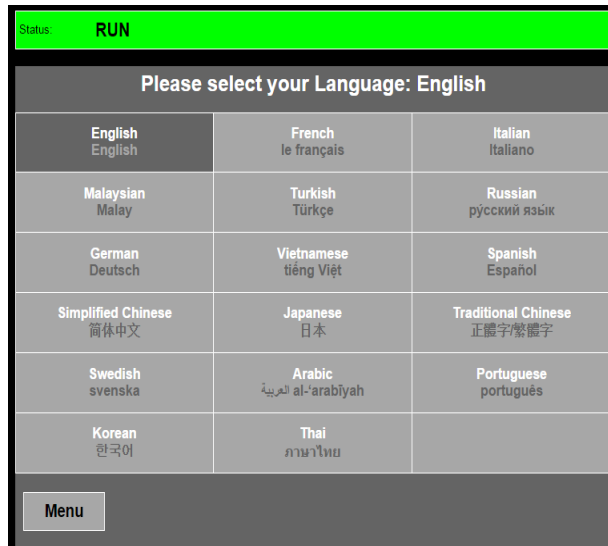 Status: RUN
Please select your Language: English
English
English
French
le français
Italian
Italiano
Malaysian
Malay
Turkish
Türkçe
Russian
ру́сский язы́к
German
Deutsch
Vietnamese
tiếng Việt
Spanish
Español
Simplified Chinese
简体中文
Japanese
日本
Traditional Chinese
正體字/繁體字
Swedish
svenska
Arabic
العربية al-‘arabīyah
Portuguese
português
Korean
한국어
Thai
ภาษาไทย
Menu